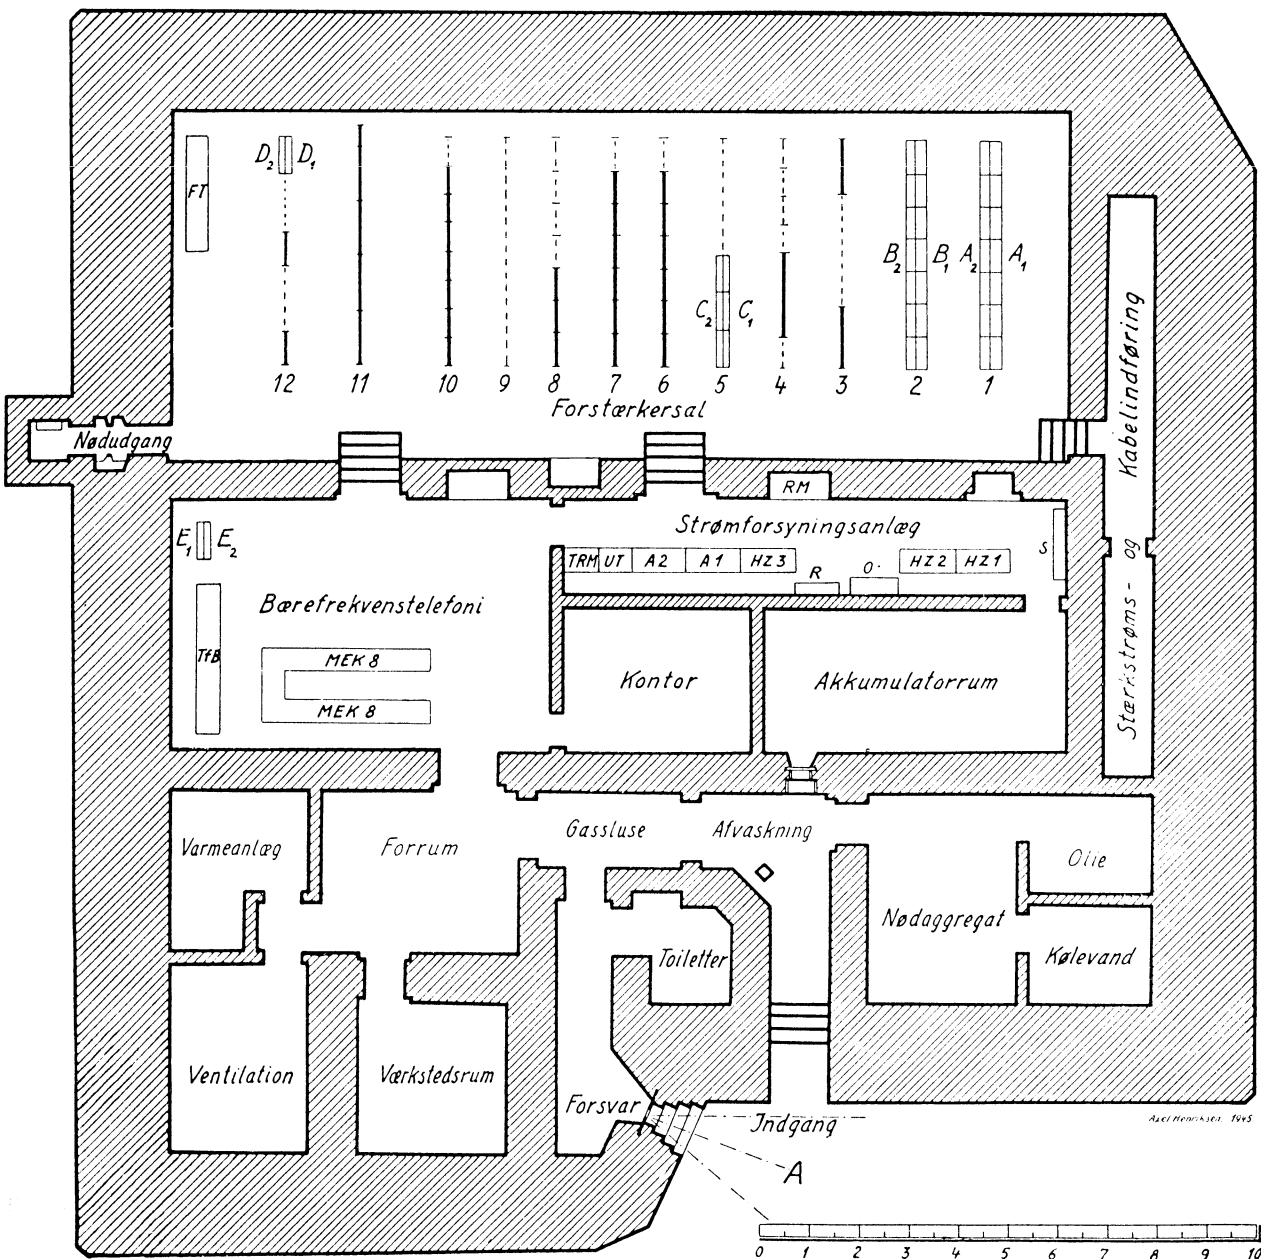 FT
D₂ D₁
B₂ B₁ A₂ A₁
C₂ C₁
12 11 10 9 8 7 6 5 4 3 2 1
Forstærkersal
Nødudgang
Kabelindføring
og
Stærkstrøms-
RM
Strømforsyningsanlæg
S
E₁ E₂
TRM UT A2 A1 HZ3 R O HZ2 HZ1
Bærefrekvenstelefoni
TfB
MEK 8
MEK 8
Kontor
Akkumulatorrum
Varmeanlæg
Forrum
Gassluse
Afvaskning
Olie
Nødaggregat
Toiletter
Kølevand
Ventilation
Værkstedsrum
Forsvar
Indgang
Axel Henriksen. 1945
A
0 1 2 3 4 5 6 7 8 9 10